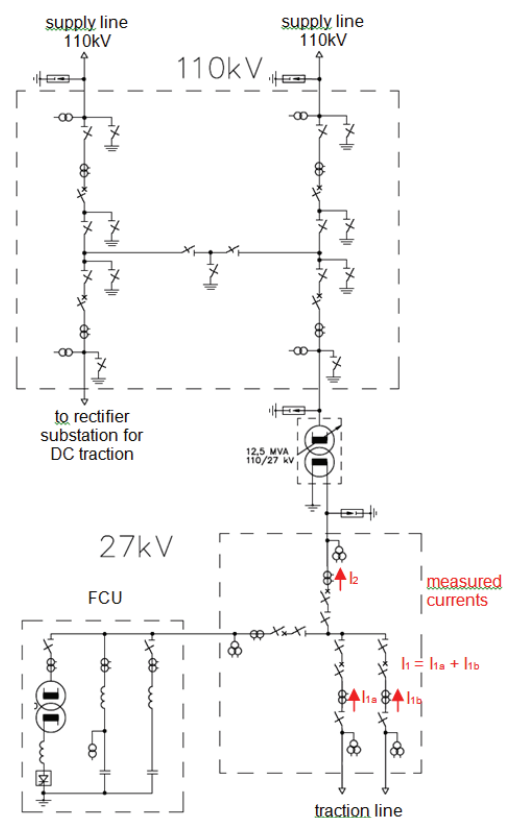 supply line
110kV
supply line
110kV
110kV
to rectifier
substation for
DC traction
12,5 MVA
110/27 kV
27kV
I2
measured
currents
FCU
I1 = I1a + I1b
I1a
I1b
traction line